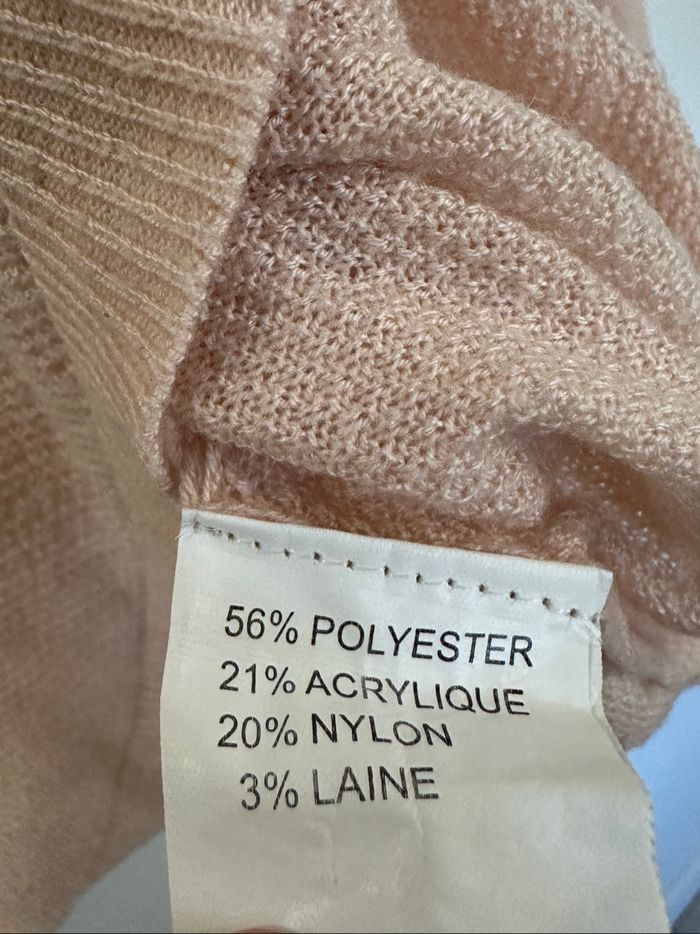 56% POLYESTER
21% ACRYLIQUE
20% NYLON
3% LAINE